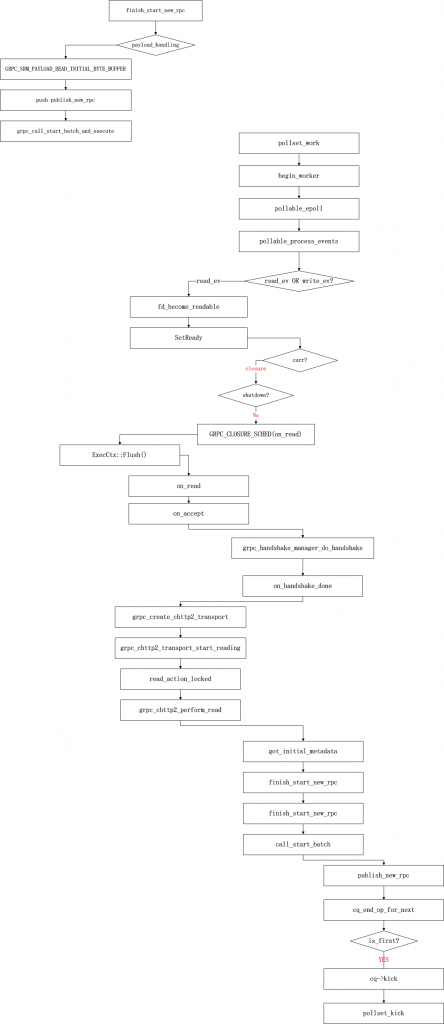 finish_start_new_rpc
payload_handling
GRPC_SRM_PAYLOAD_READ_INITIAL_BYTE_BUFFER
push publish_new_rpc
grpc_call_start_batch_and_execute
pollset_work
begin_worker
pollable_epoll
pollable_process_events
read_ev OR write_ev?
read_ev
fd_become_readable
SetReady
curr?
closure
shutdown?
No
GRPC_CLOSURE_SCHED(on_read)
ExecCtx::Flush()
on_read
on_accept
grpc_handshake_manager_do_handshake
on_handshake_done
grpc_create_chttp2_transport
grpc_chttp2_transport_start_reading
read_action_locked
grpc_chttp2_perform_read
got_initial_metadata
finish_start_new_rpc
finish_start_new_rpc
call_start_batch
publish_new_rpc
cq_end_op_for_next
is_first?
YES
cq->kick
pollset_kick